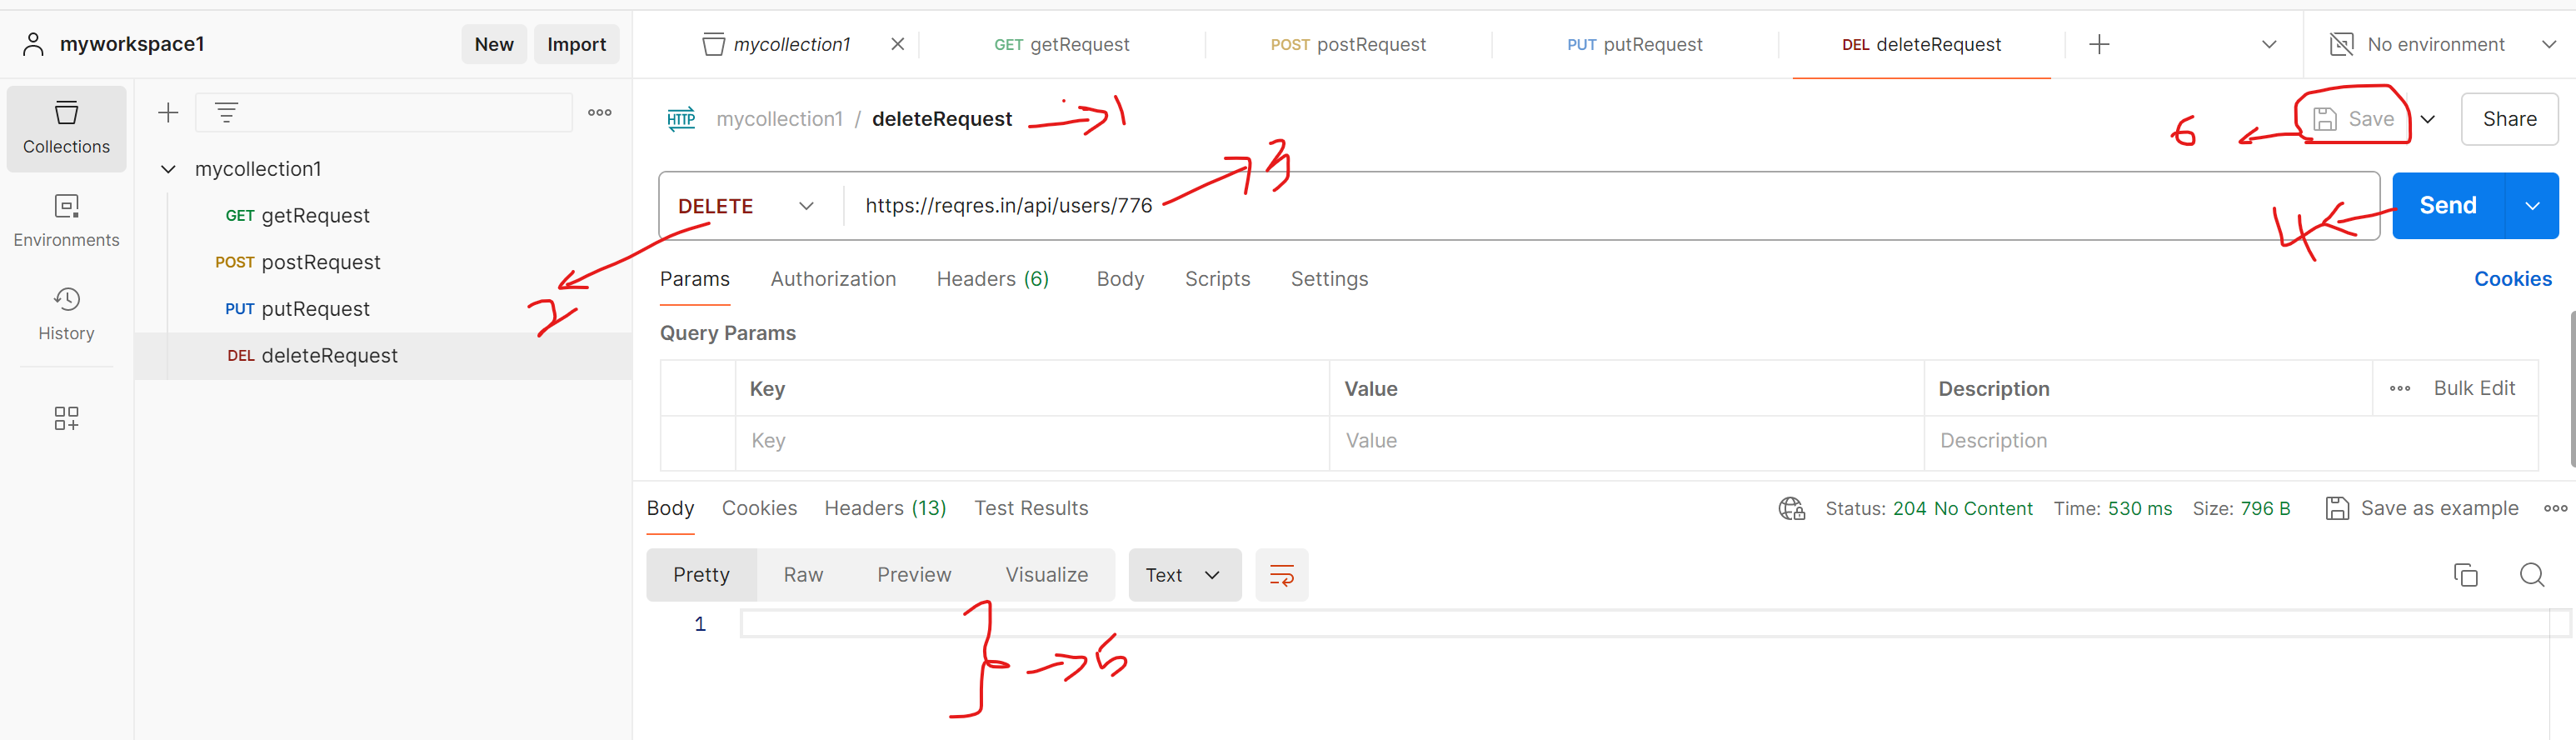 myworkspace1 New Import mycollection1 GET getRequest POST postRequest PUT putRequest DEL deleteRequest No environment
Collections
Environments
History
mycollection1
GET getRequest
POST postRequest
PUT putRequest
DEL deleteRequest
HTTP mycollection1 / deleteRequest 1
6 Save Share
3
DELETE https://reqres.in/api/users/776 4 Send
2
Params Authorization Headers (6) Body Scripts Settings Cookies
Query Params
Key Value Description Bulk Edit
Key Value Description
Body Cookies Headers (13) Test Results Status: 204 No Content Time: 530 ms Size: 796 B Save as example
Pretty Raw Preview Visualize Text
1
5